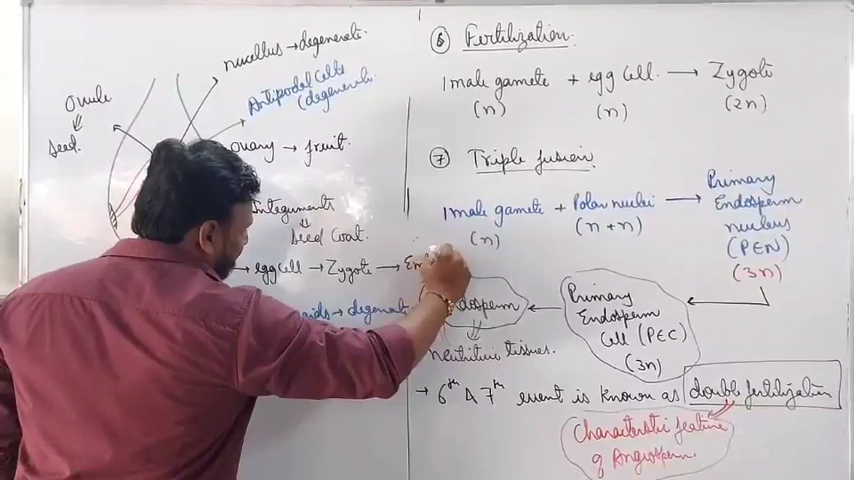 nucellus → degenerate.
Antipodal Cells
(degenerate
Ovule
Seed.
ovary → fruit.
Integuments
Seed Coat.
egg cell → Zygote →
→ degenerate
⑥ Fertilization.
1 male gamete + egg cell. → Zygote
(n) (n) (2n)
⑦ Triple fusion
1 male gamete + Polar nuclei → Primary
Endosperm
nucleus
(n) (n+n) (PEN)
(3n)
Primary
Endosperm
Cell (PEC)
(3n)
dosperm
tissues.
→ 6th & 7th event is known as double fertilization
Characteristic feature
of Angiosperm.